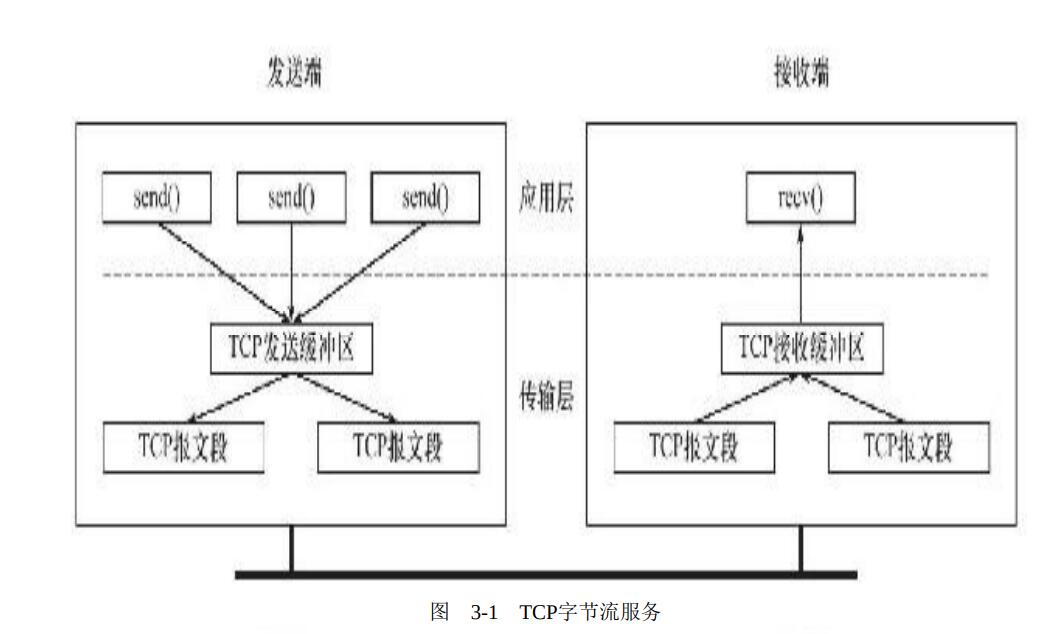 发送端 接收端
send() send() send() 应用层 recv()
TCP发送缓冲区 TCP接收缓冲区
传输层
TCP报文段 TCP报文段 TCP报文段 TCP报文段
图 3-1 TCP字节流服务